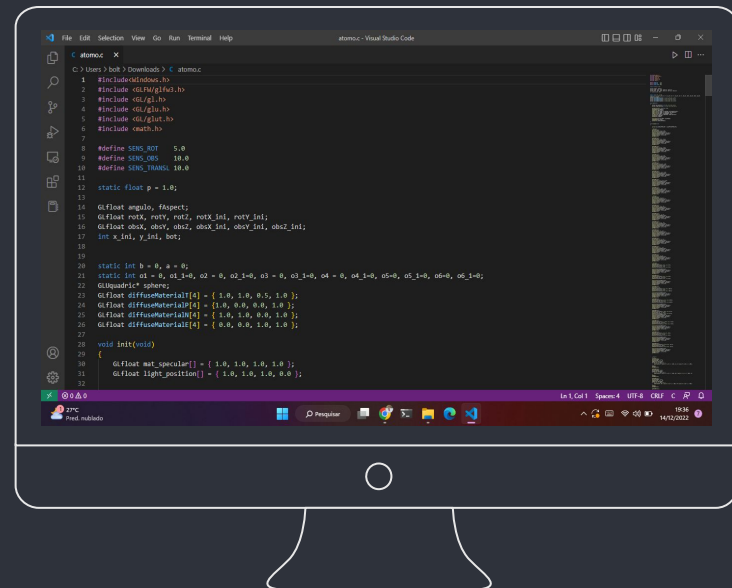 File Edit Selection View Go Run Terminal Help atomo.c - Visual Studio Code
atomo.c
C: > Users > bolt > Downloads > C atomo.c
1 #include<Windows.h>
2 #include <GLFW/glfw3.h>
3 #include <GL/gl.h>
4 #include <GL/glu.h>
5 #include <GL/glut.h>
6 #include <math.h>
7
8 #define SENS_ROT 5.0
9 #define SENS_OBS 10.0
10 #define SENS_TRANSL 10.0
11
12 static float p = 1.0;
13
14 GLfloat angulo, fAspect;
15 GLfloat rotX, rotY, rotZ, rotX_ini, rotY_ini;
16 GLfloat obsX, obsY, obsZ, obsX_ini, obsY_ini, obsZ_ini;
17 int x_ini, y_ini, bot;
18
19
20 static int b = 0, a = 0;
21 static int o1 = 0, o1_1=0, o2 = 0, o2_1=0, o3 = 0, o3_1=0, o4 = 0, o4_1=0, o5=0, o5_1=0, o6=0, o6_1=0;
22 GLUquadric* sphere;
23 GLfloat diffuseMaterialT[4] = { 1.0, 1.0, 0.5, 1.0 };
24 GLfloat diffuseMaterialP[4] = {1.0, 0.0, 0.0, 1.0 };
25 GLfloat diffuseMaterialN[4] = { 1.0, 1.0, 0.0, 1.0 };
26 GLfloat diffuseMaterialE[4] = { 0.0, 0.0, 1.0, 1.0 };
27
28 void init(void)
29 {
30 GLfloat mat_specular[] = { 1.0, 1.0, 1.0, 1.0 };
31 GLfloat light_position[] = { 1.0, 1.0, 1.0, 0.0 };
32
0 0 Ln 1, Col 1 Spaces: 4 UTF-8 CRLF C
27°C
Pred. nublado
Pesquisar
19:36
14/12/2022